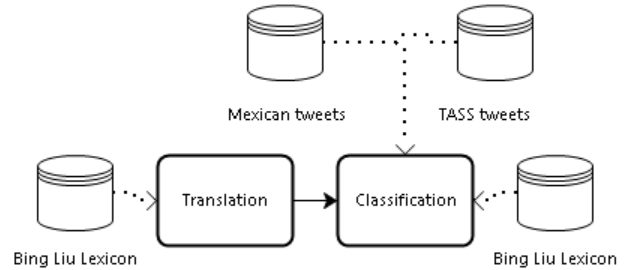 Mexican tweets
TASS tweets
Translation
Classification
Bing Liu Lexicon
Bing Liu Lexicon